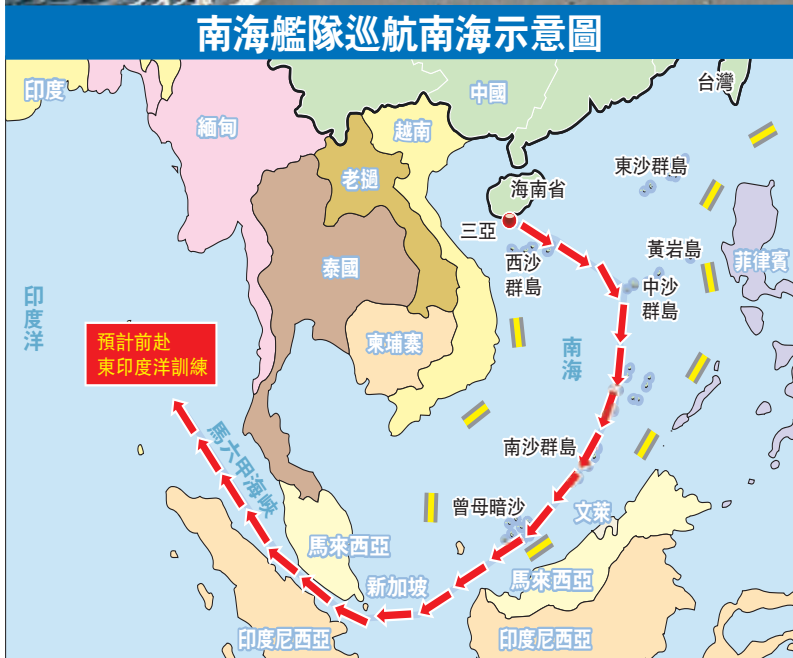 南海艦隊巡航南海示意圖
印度
中國
台灣
緬甸
越南
老撾
海南省
東沙群島
三亞
泰國
西沙
群島
黃岩島
菲律賓
中沙
群島
印度洋
預計前赴
東印度洋訓練
柬埔寨
南海
馬六甲海峽
南沙群島
曾母暗沙
文萊
馬來西亞
新加坡
馬來西亞
印度尼西亞
印度尼西亞